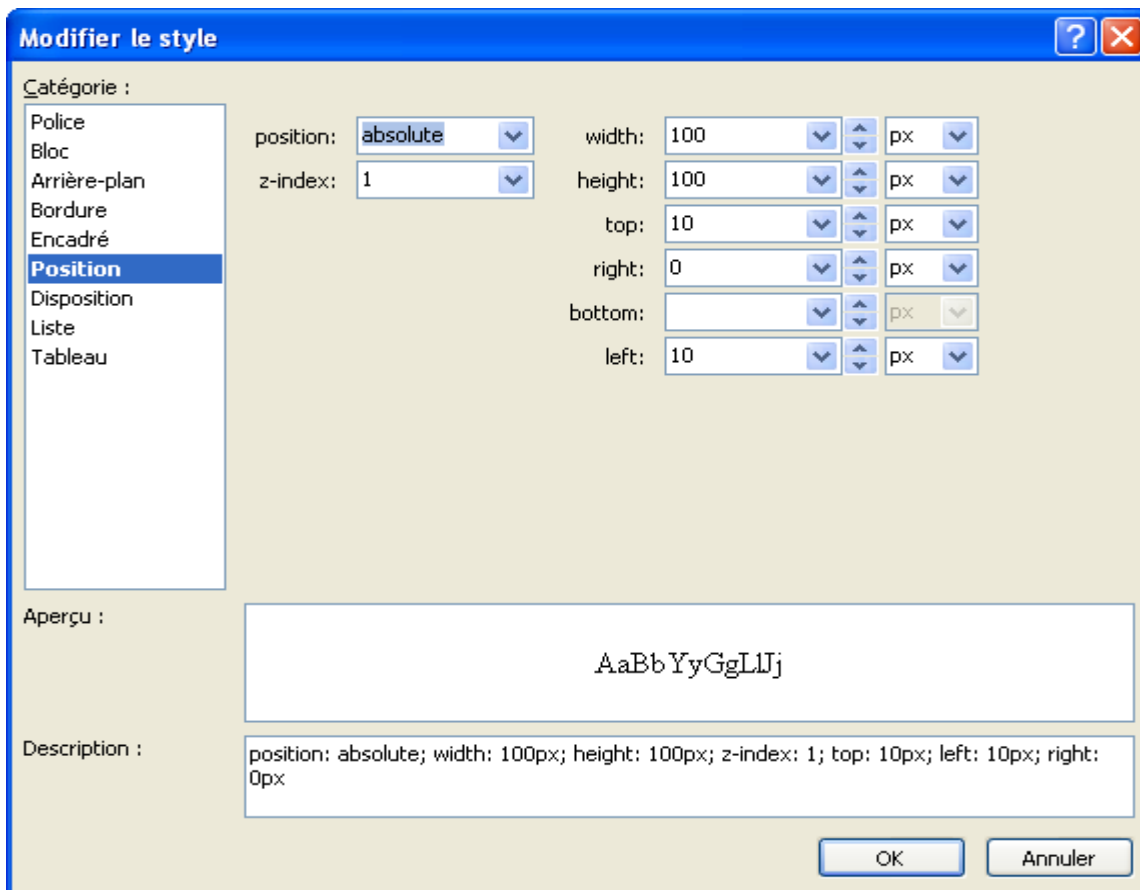 Modifier le style
Catégorie :
Police
Bloc
Arrière-plan
Bordure
Encadré
Position
Disposition
Liste
Tableau
position: absolute
z-index: 1
width: 100 px
height: 100 px
top: 10 px
right: 0 px
bottom: px
left: 10 px
Aperçu :
AaBbYyGgLlJj
Description :
position: absolute; width: 100px; height: 100px; z-index: 1; top: 10px; left: 10px; right:
0px
OK Annuler